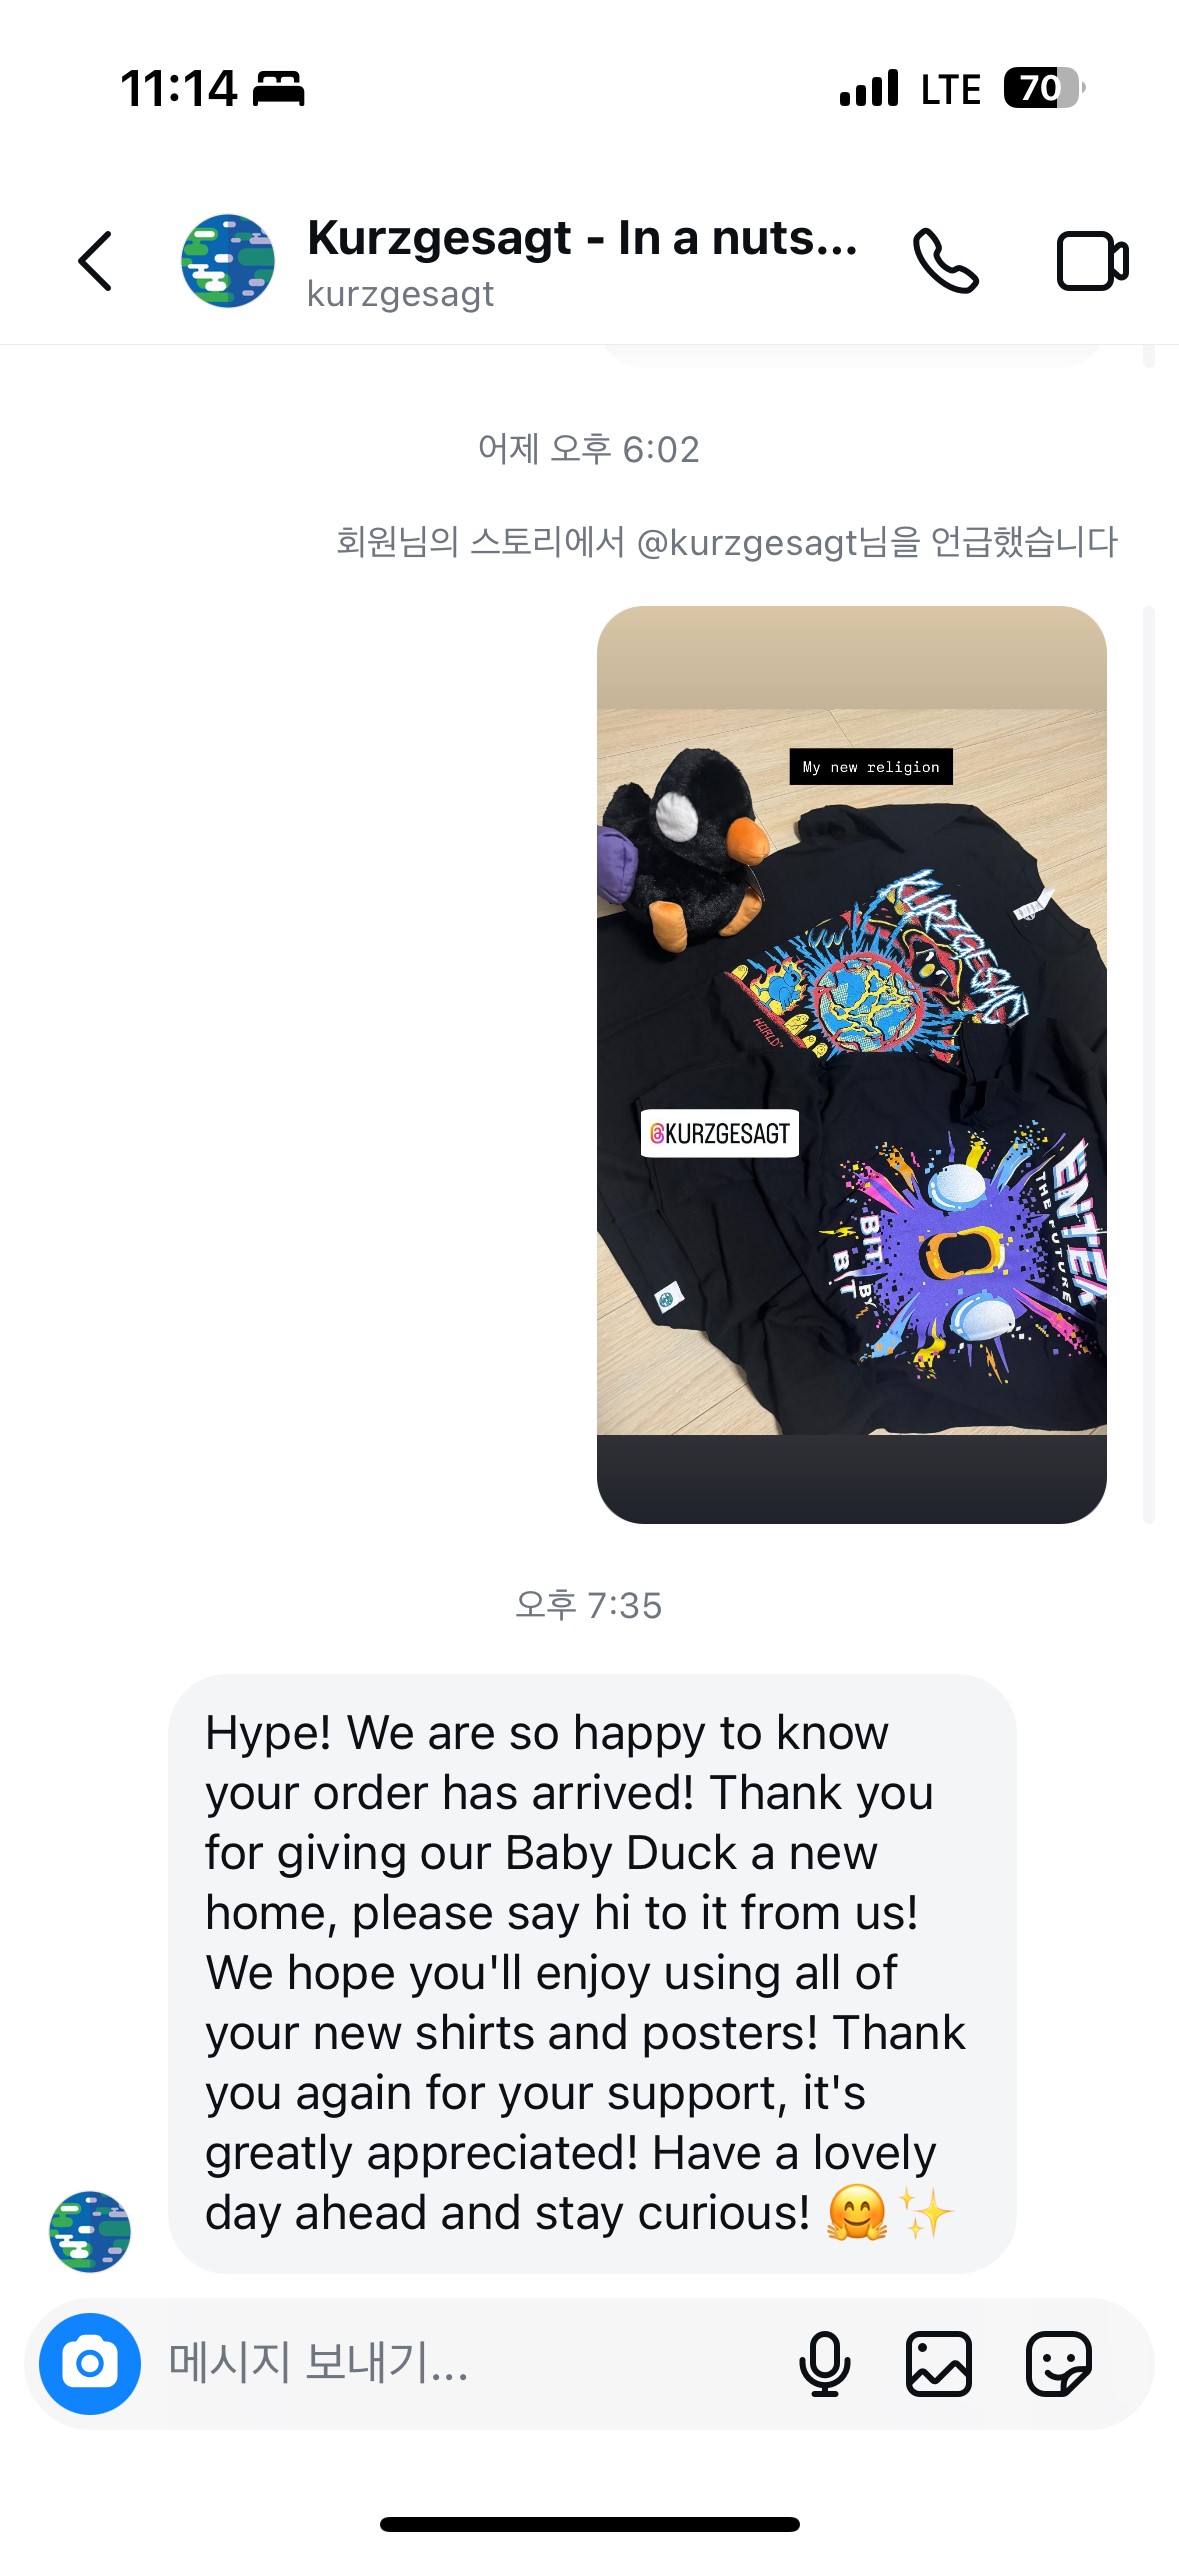 11:14
LTE
70
Kurzgesagt - In a nuts...
kurzgesagt
어제 오후 6:02
회원님의 스토리에서 @kurzgesagt님을 언급했습니다
My new religion
KURZGESAG
WORLD'
@KURZGESAGT
ENTER
THE FUTURE
BIT BY
BIT
오후 7:35
Hype! We are so happy to know
your order has arrived! Thank you
for giving our Baby Duck a new
home, please say hi to it from us!
We hope you'll enjoy using all of
your new shirts and posters! Thank
you again for your support, it's
greatly appreciated! Have a lovely
day ahead and stay curious! 🤗✨
메시지 보내기...